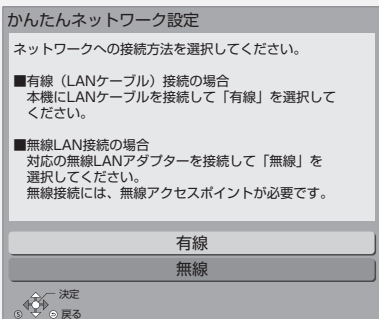 かんたんネットワーク設定
ネットワークへの接続方法を選択してください。
■有線（LANケーブル）接続の場合
本機にLANケーブルを接続して「有線」を選択して
ください。
■無線LAN接続の場合
対応の無線LANアダプターを接続して「無線」を
選択してください。
無線接続には、無線アクセスポイントが必要です。
有線
無線
決定
S 戻る